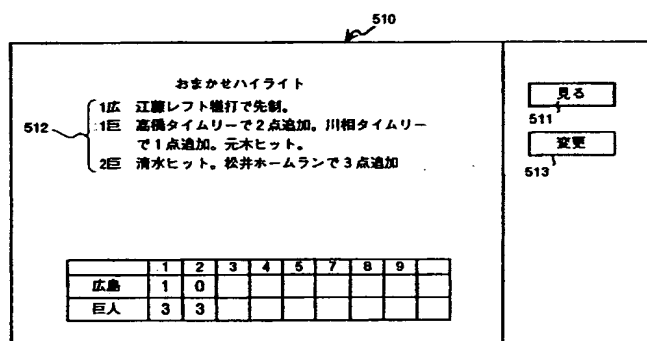 510
おまかせハイライト
1広 江藤レフト犠打で先制。
1巨 高橋タイムリーで2点追加。川相タイムリー
で1点追加。元木ヒット。
2巨 清水ヒット。松井ホームランで3点追加
512
見る
511
変更
513
1 2 3 4 5 7 8 9
広島 1 0
巨人 3 3